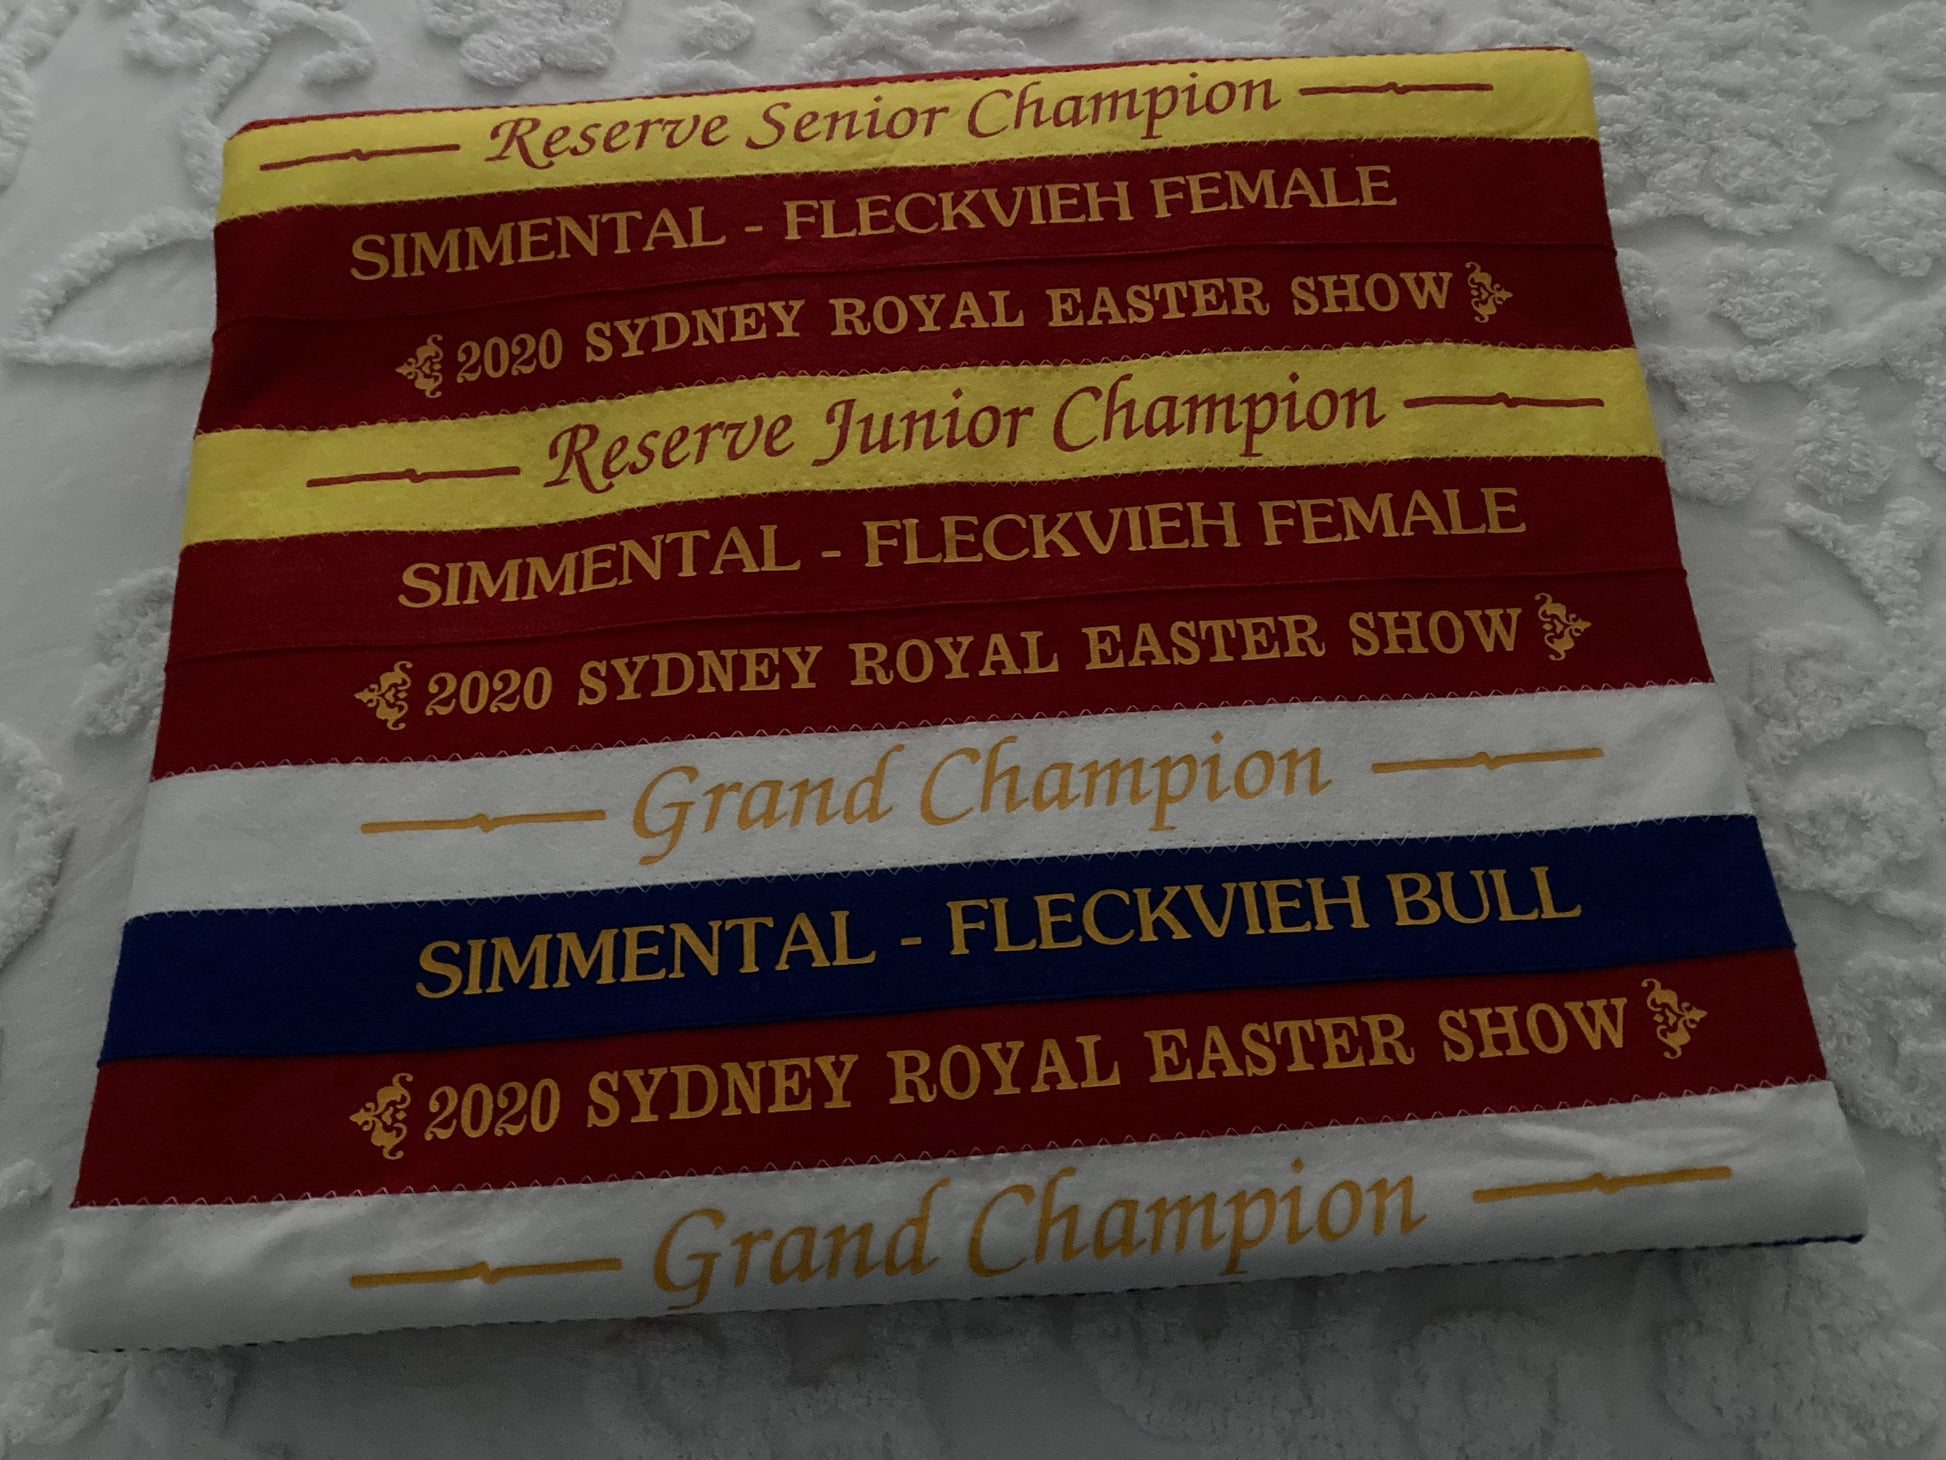 Reserve Senior Champion
SIMMENTAL - FLECKVIEH FEMALE
2020 SYDNEY ROYAL EASTER SHOW
Reserve Junior Champion
SIMMENTAL - FLECKVIEH FEMALE
2020 SYDNEY ROYAL EASTER SHOW
Grand Champion
SIMMENTAL - FLECKVIEH BULL
2020 SYDNEY ROYAL EASTER SHOW
Grand Champion